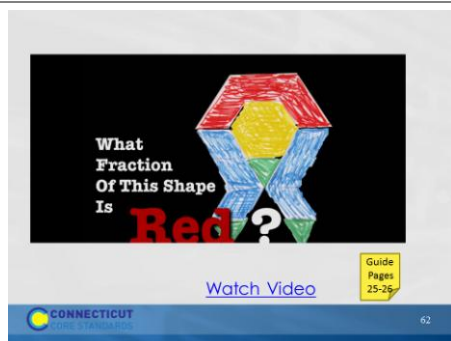 What
Fraction
Of This Shape
Is
Red ?
Watch Video
Guide
Pages
25-26
CONNECTICUT
CORE STANDARDS
62